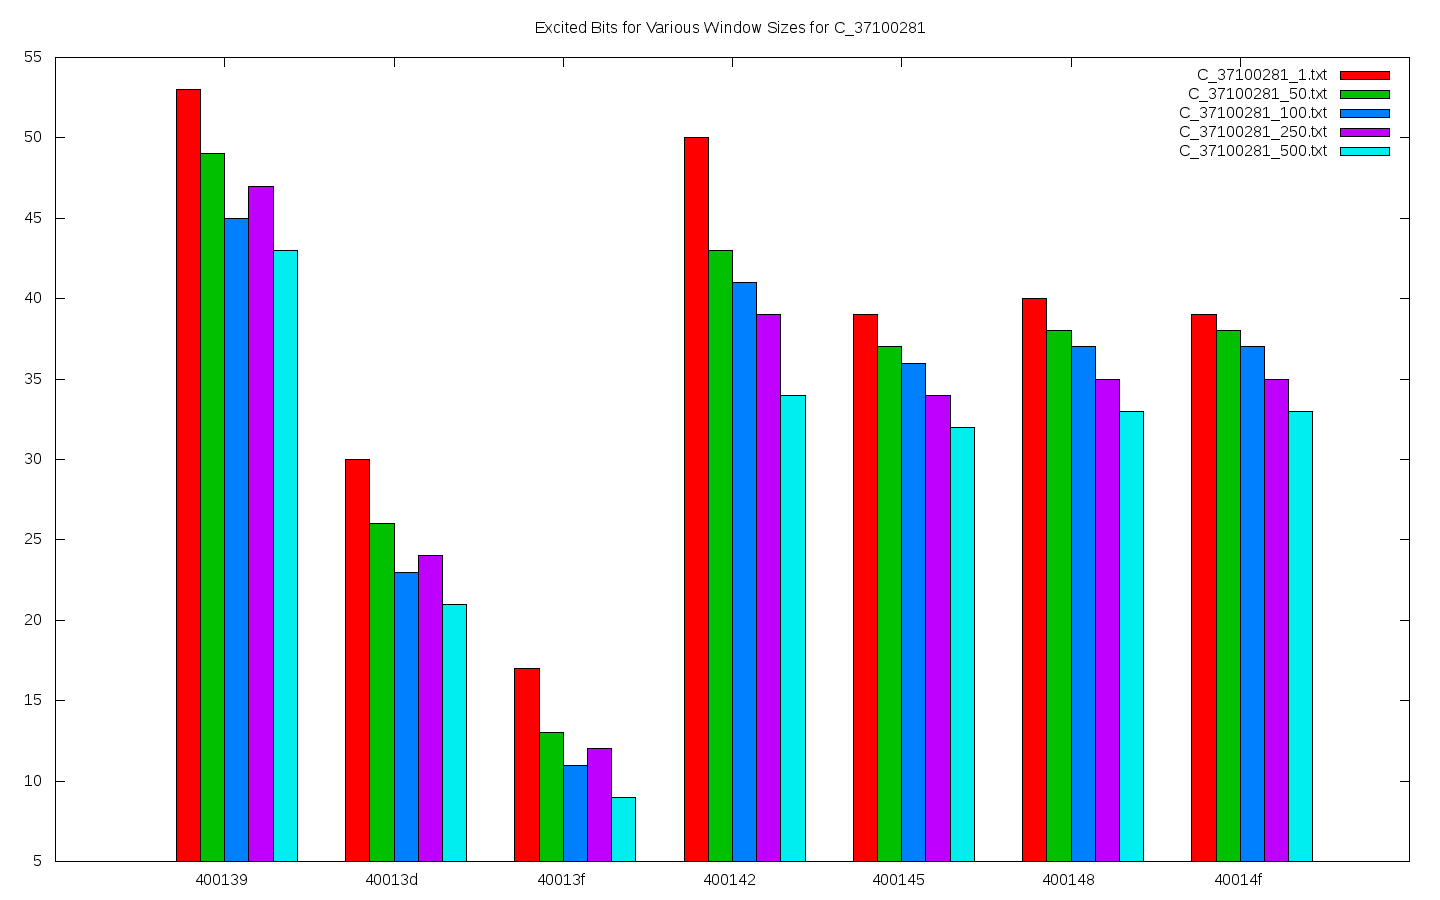 Excited Bits for Various Window Sizes for C_37100281
55
50
45
40
35
30
25
20
15
10
5
C_37100281_1.txt
C_37100281_50.txt
C_37100281_100.txt
C_37100281_250.txt
C_37100281_500.txt
400139 40013d 40013f 400142 400145 400148 40014f